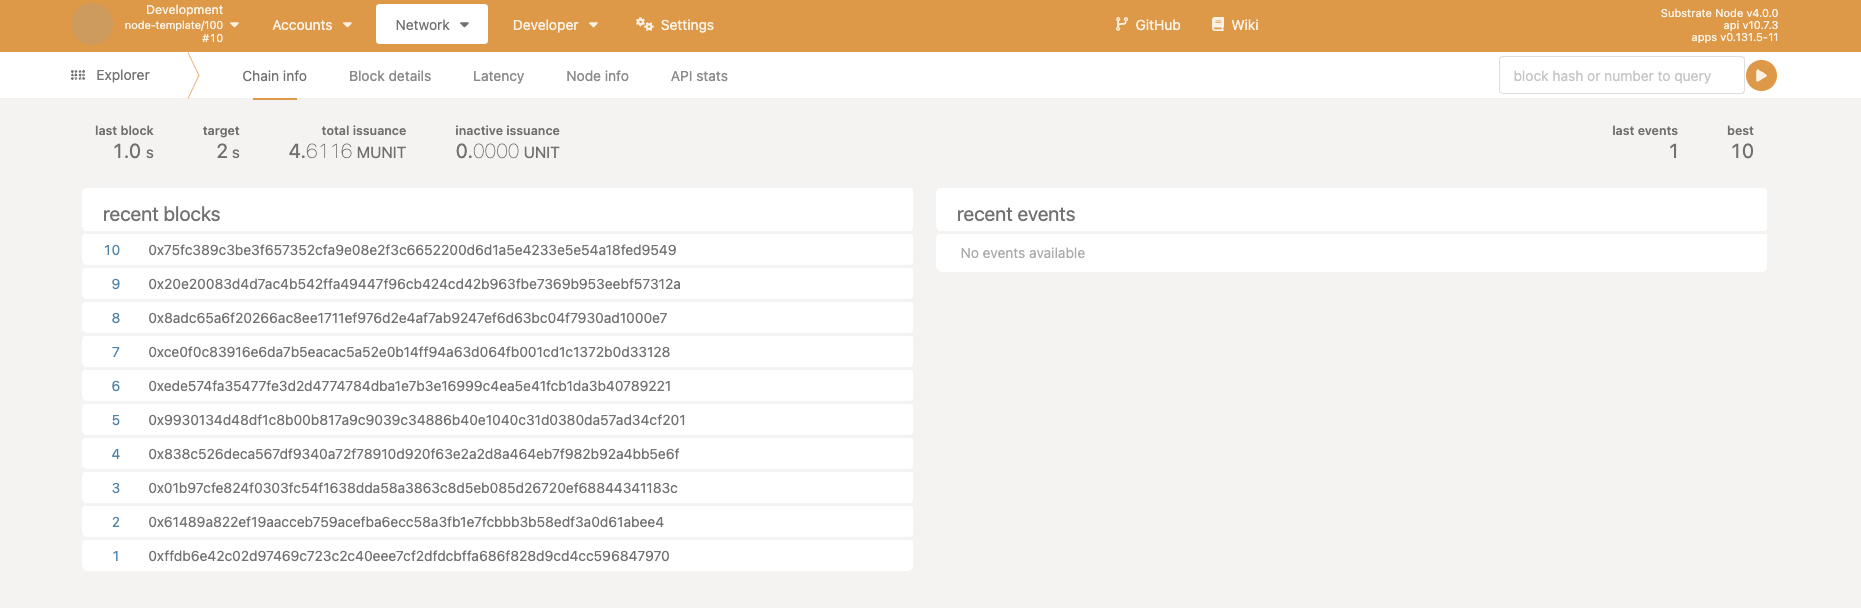 Development
node-template/100
#10
Accounts
Network
Developer
Settings
GitHub
Wiki
Substrate Node v4.0.0
api v10.7.3
apps v0.131.5-11
Explorer
Chain info
Block details
Latency
Node info
API stats
block hash or number to query
last block
1.0 s
target
2 s
total issuance
4.6116 MUNIT
inactive issuance
0.0000 UNIT
last events
1
best
10
recent blocks
10 0x75fc389c3be3f657352cfa9e08e2f3c6652200d6d1a5e4233e5e54a18fed9549
9 0x20e20083d4d7ac4b542ffa49447f96cb424cd42b963fbe7369b953eebf57312a
8 0x8adc65a6f20266ac8ee1711ef976d2e4af7ab9247ef6d63bc04f7930ad1000e7
7 0xce0f0c83916e6da7b5eacac5a52e0b14ff94a63d064fb001cd1c1372b0d33128
6 0xede574fa35477fe3d2d4774784dba1e7b3e16999c4ea5e41fcb1da3b40789221
5 0x9930134d48df1c8b00b817a9c9039c34886b40e1040c31d0380da57ad34cf201
4 0x838c526deca567df9340a72f78910d920f63e2a2d8a464eb7f982b92a4bb5e6f
3 0x01b97cfe824f0303fc54f1638dda58a3863c8d5eb085d26720ef68844341183c
2 0x61489a822ef19aacceb759acefba6ecc58a3fb1e7fcbbb3b58edf3a0d61abee4
1 0xffdb6e42c02d97469c723c2c40eee7cf2dfdcbffa686f828d9cd4cc596847970
recent events
No events available